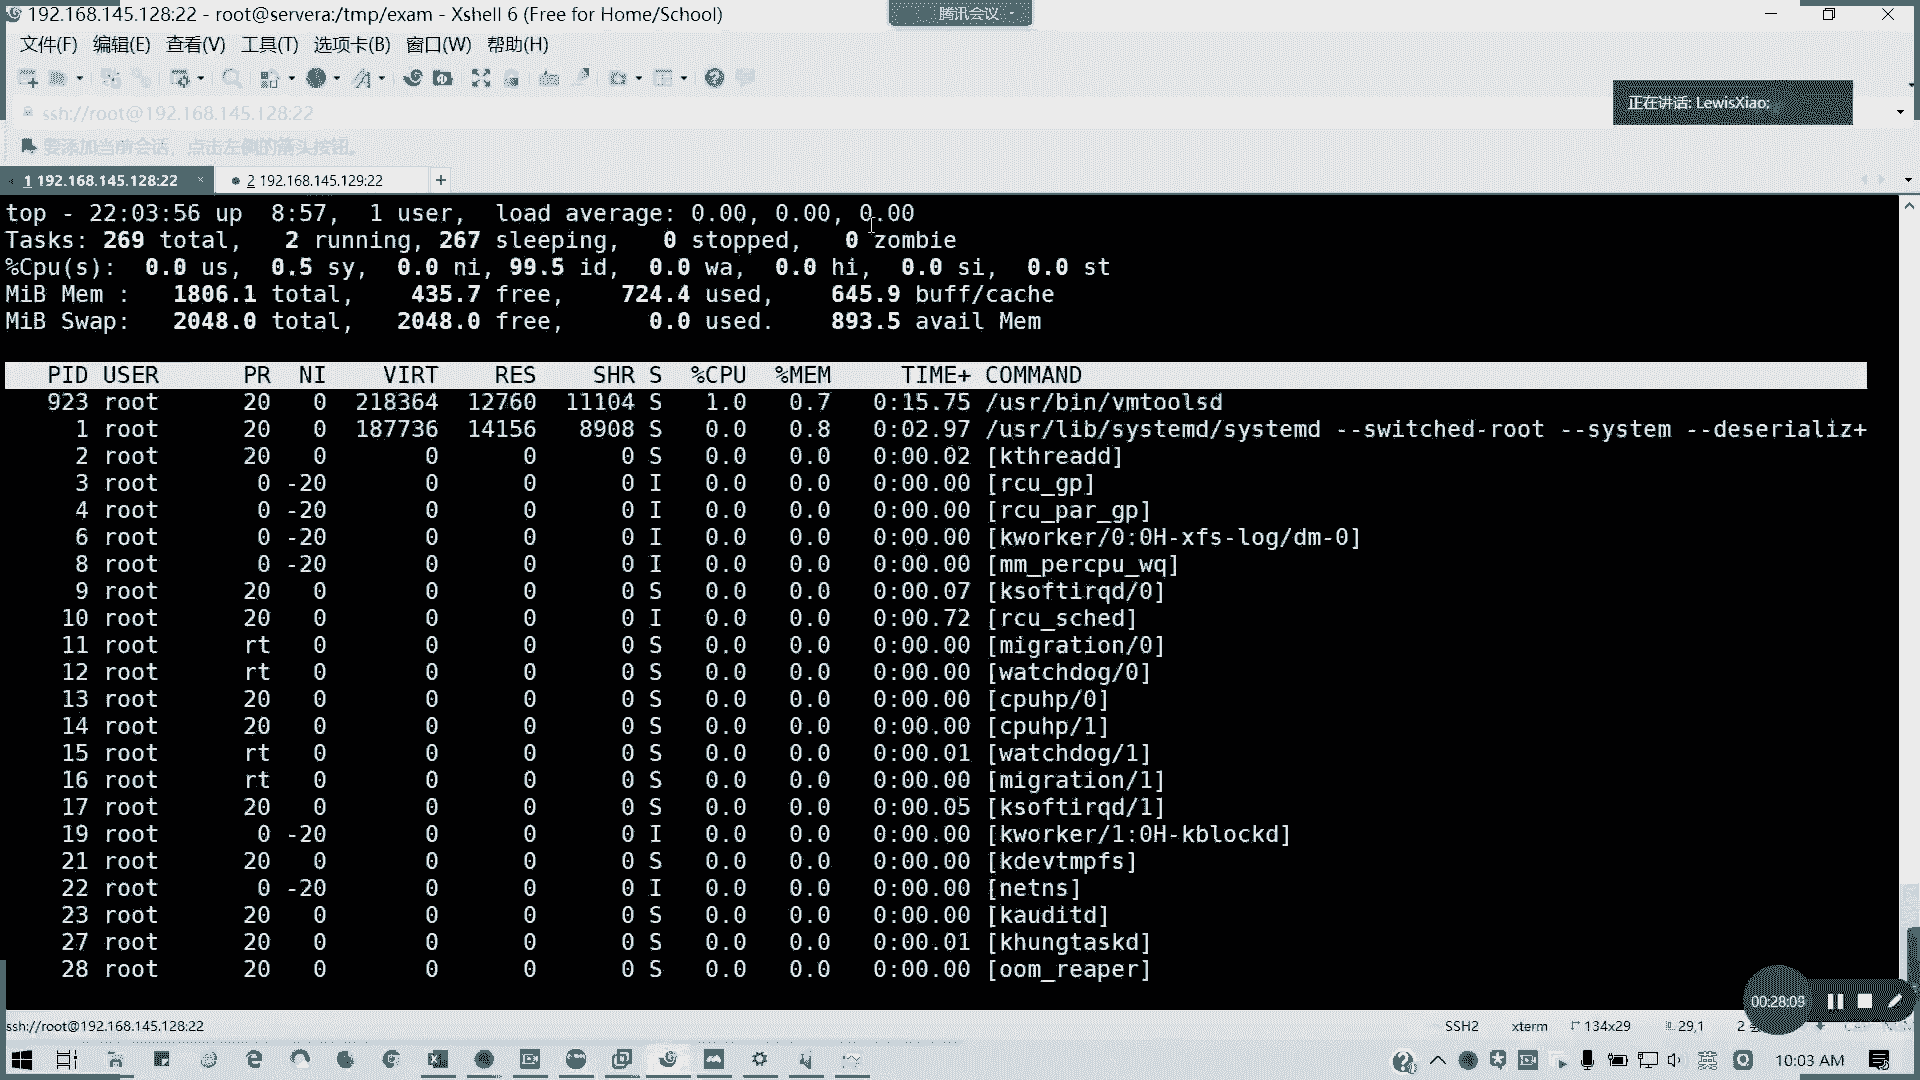 192.168.145.128:22 - root@servera:/tmp/exam - Xshell 6 (Free for Home/School)
腾讯会议
文件(F) 编辑(E) 查看(V) 工具(T) 选项卡(B) 窗口(W) 帮助(H)
正在讲话: LewisXiao;
ssh://root@192.168.145.128:22
要添加当前会话，点击左侧的箭头按钮。
1 192.168.145.128:22 × 2 192.168.145.129:22 +
top - 22:03:56 up  8:57,  1 user,  load average: 0.00, 0.00, 0.00
Tasks: 269 total,   2 running, 267 sleeping,   0 stopped,   0 zombie
%Cpu(s):  0.0 us,  0.5 sy,  0.0 ni, 99.5 id,  0.0 wa,  0.0 hi,  0.0 si,  0.0 st
MiB Mem :   1806.1 total,    435.7 free,    724.4 used,    645.9 buff/cache
MiB Swap:   2048.0 total,   2048.0 free,      0.0 used.    893.5 avail Mem
PID USER PR NI VIRT RES SHR S %CPU %MEM TIME+ COMMAND
923 root 20 0 218364 12760 11104 S 1.0 0.7 0:15.75 /usr/bin/vmtoolsd
1 root 20 0 187736 14156 8908 S 0.0 0.8 0:02.97 /usr/lib/systemd/systemd --switched-root --system --deserializ+
2 root 20 0 0 0 0 S 0.0 0.0 0:00.02 [kthreadd]
3 root 0 -20 0 0 0 I 0.0 0.0 0:00.00 [rcu_gp]
4 root 0 -20 0 0 0 I 0.0 0.0 0:00.00 [rcu_par_gp]
6 root 0 -20 0 0 0 I 0.0 0.0 0:00.00 [kworker/0:0H-xfs-log/dm-0]
8 root 0 -20 0 0 0 I 0.0 0.0 0:00.00 [mm_percpu_wq]
9 root 20 0 0 0 0 S 0.0 0.0 0:00.07 [ksoftirqd/0]
10 root 20 0 0 0 0 I 0.0 0.0 0:00.72 [rcu_sched]
11 root rt 0 0 0 0 S 0.0 0.0 0:00.00 [migration/0]
12 root rt 0 0 0 0 S 0.0 0.0 0:00.00 [watchdog/0]
13 root 20 0 0 0 0 S 0.0 0.0 0:00.00 [cpuhp/0]
14 root 20 0 0 0 0 S 0.0 0.0 0:00.00 [cpuhp/1]
15 root rt 0 0 0 0 S 0.0 0.0 0:00.01 [watchdog/1]
16 root rt 0 0 0 0 S 0.0 0.0 0:00.00 [migration/1]
17 root 20 0 0 0 0 S 0.0 0.0 0:00.05 [ksoftirqd/1]
19 root 0 -20 0 0 0 I 0.0 0.0 0:00.00 [kworker/1:0H-kblockd]
21 root 20 0 0 0 0 S 0.0 0.0 0:00.00 [kdevtmpfs]
22 root 0 -20 0 0 0 I 0.0 0.0 0:00.00 [netns]
23 root 20 0 0 0 0 S 0.0 0.0 0:00.00 [kauditd]
27 root 20 0 0 0 0 S 0.0 0.0 0:00.01 [khungtaskd]
28 root 20 0 0 0 0 S 0.0 0.0 0:00.00 [oom_reaper]
00:28:09
ssh://root@192.168.145.128:22 SSH2 xterm 134x29 29,1 2
英 10:03 AM